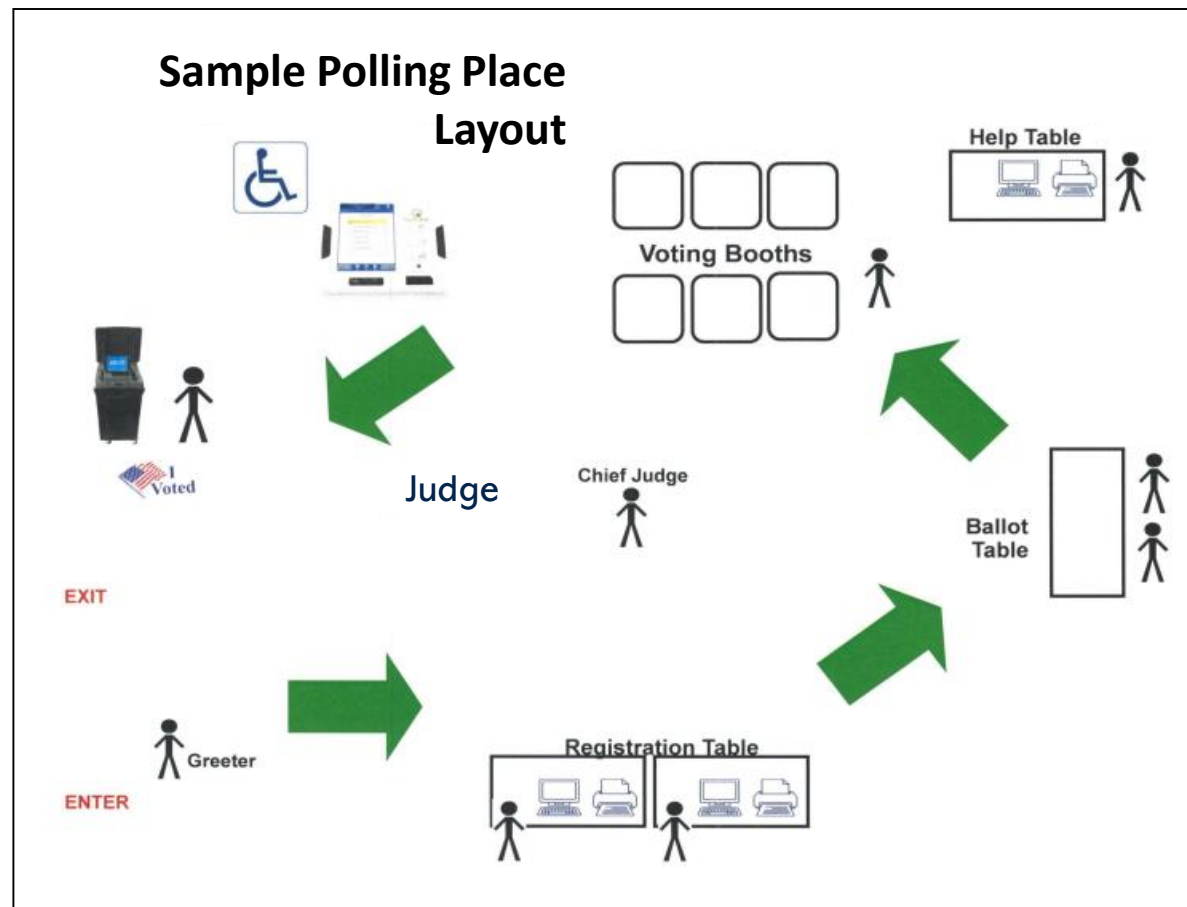 Sample Polling Place
Layout
Help Table
Voting Booths
I
Voted
Judge
Chief Judge
Ballot
Table
EXIT
Greeter
Registration Table
ENTER